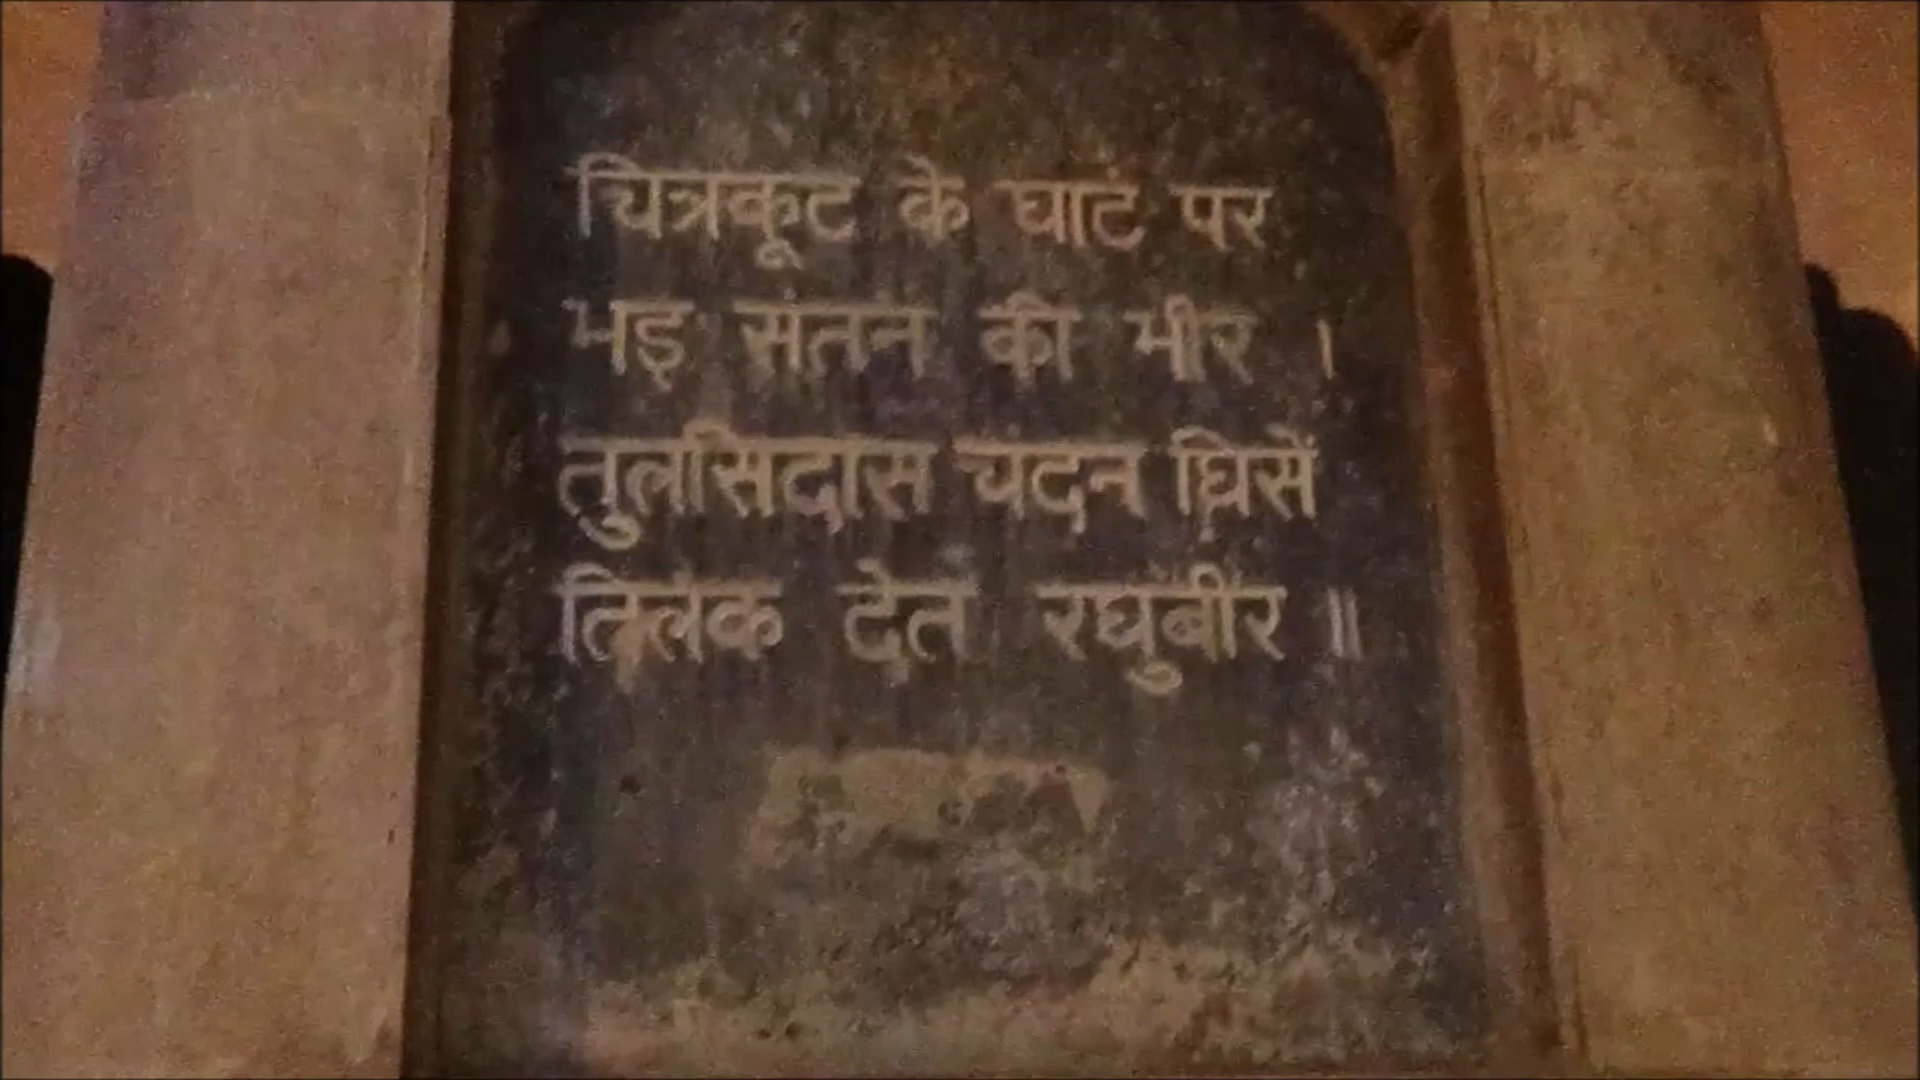 चित्रकूट के घाट पर
भइ संतन की भीर ।
तुलसिदास चंदन घिसें
तिलक देत रघुबीर ॥